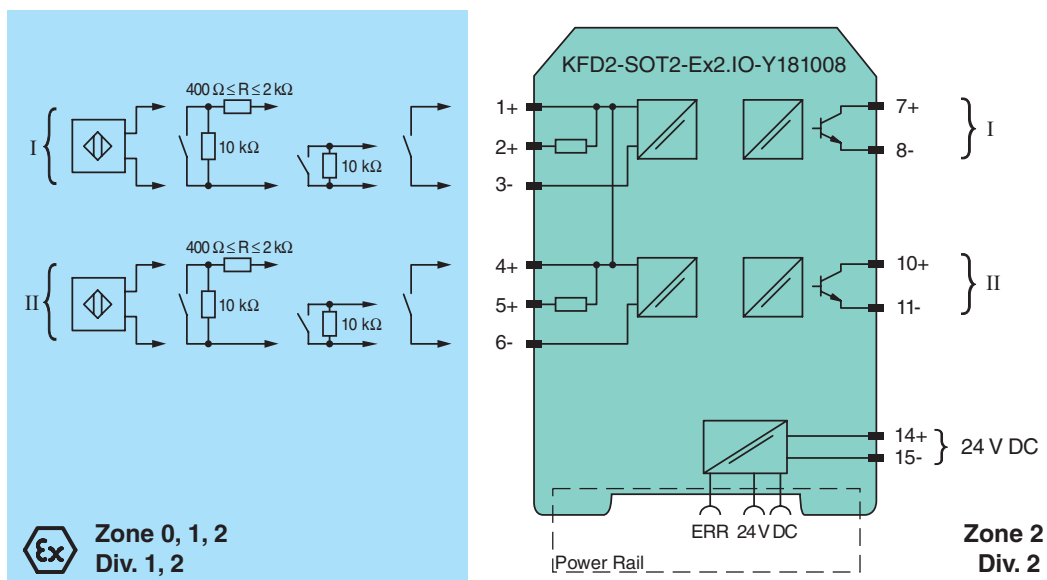 KFD2-SOT2-Ex2.IO-Y181008
400 Ω ≤ R ≤ 2 kΩ
I
10 kΩ
10 kΩ
1+
2+
3-
7+
8-
I
400 Ω ≤ R ≤ 2 kΩ
II
10 kΩ
10 kΩ
4+
5+
6-
10+
11-
II
14+
15-
24 V DC
ERR 24 V DC
Power Rail
Ex
Zone 0, 1, 2
Div. 1, 2
Zone 2
Div. 2